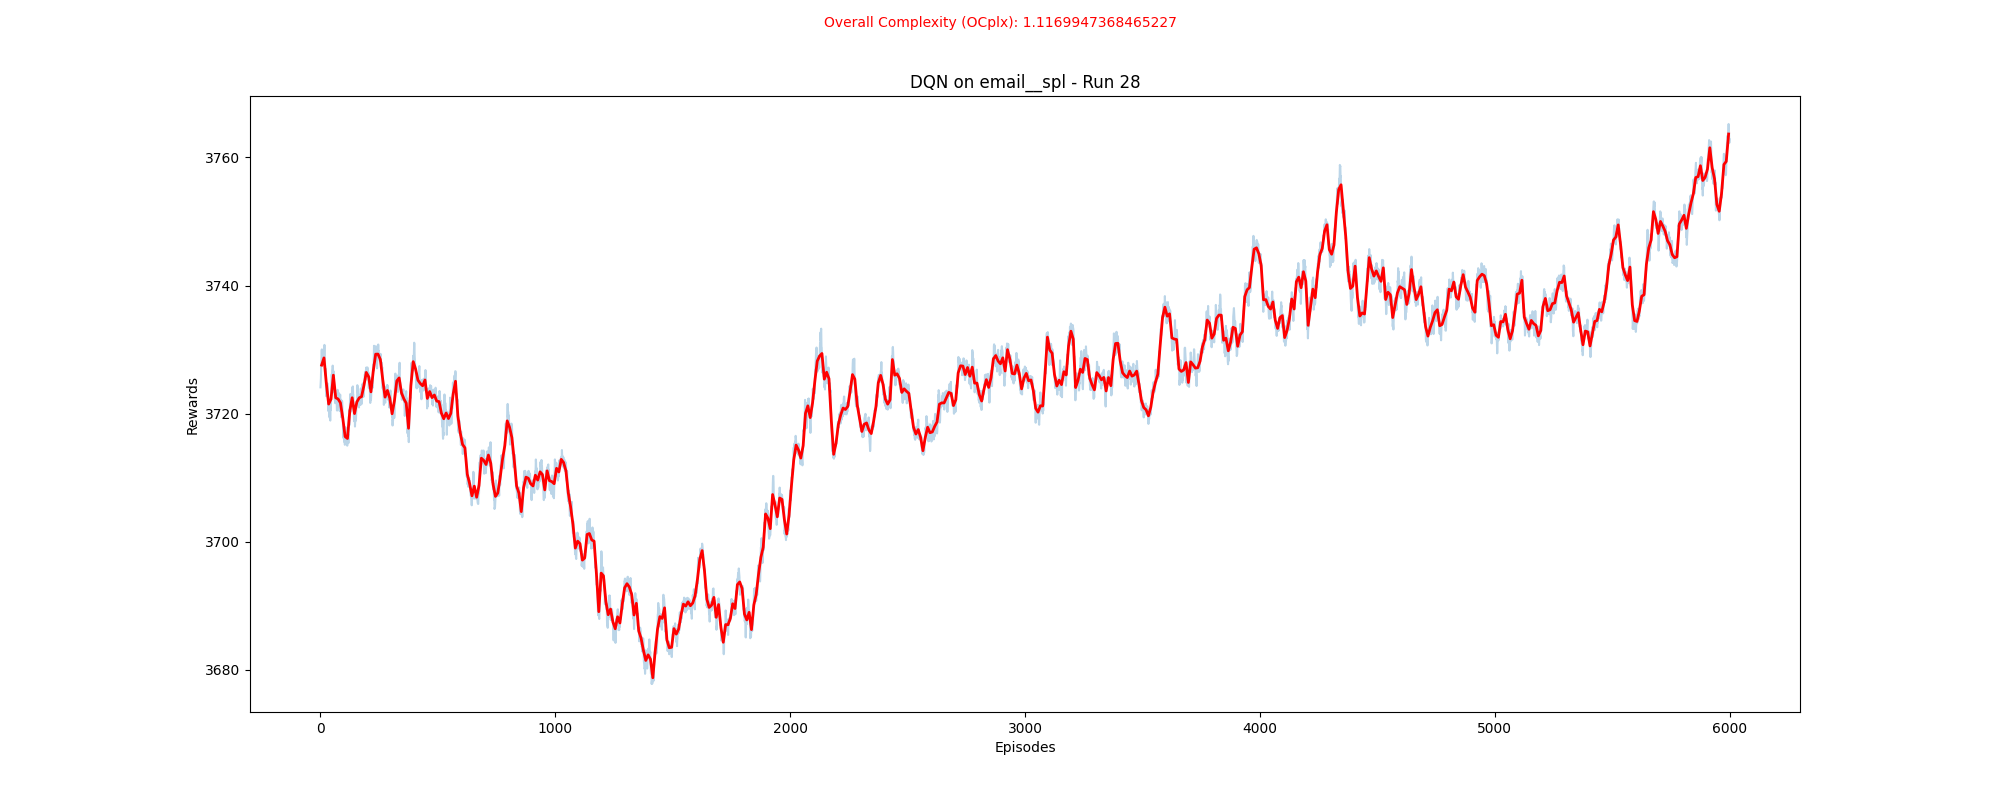 Overall Complexity (OCplx): 1.1169947368465227
DQN on email__spl - Run 28
Rewards
3760
3740
3720
3700
3680
0 1000 2000 3000 4000 5000 6000
Episodes